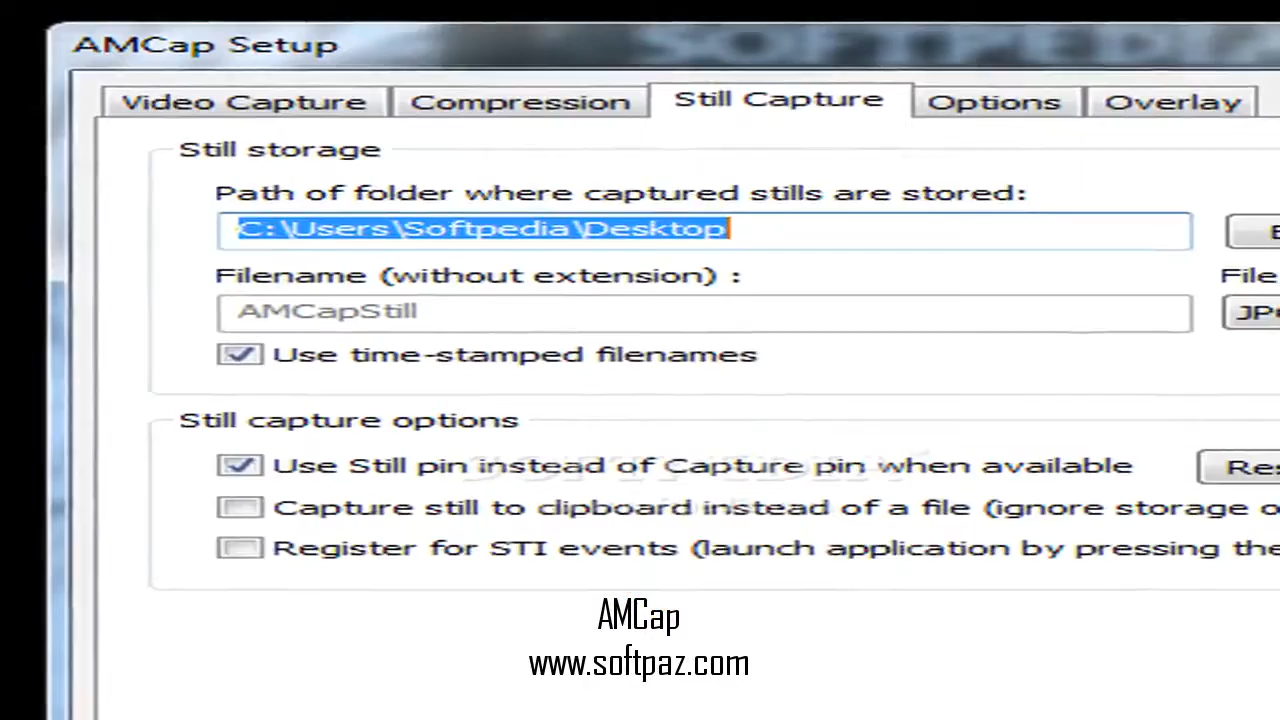 AMCap Setup
SOFTPEDIA
Video Capture Compression Still Capture Options Overlay
Still storage
Path of folder where captured stills are stored:
C:\Users\Softpedia\Desktop
Filename (without extension) : File
AMCapStill
Use time-stamped filenames
Still capture options
Use Still pin instead of Capture pin when available
Capture still to clipboard instead of a file (ignore storage
Register for STI events (launch application by pressing the
AMCap
www.softpaz.com